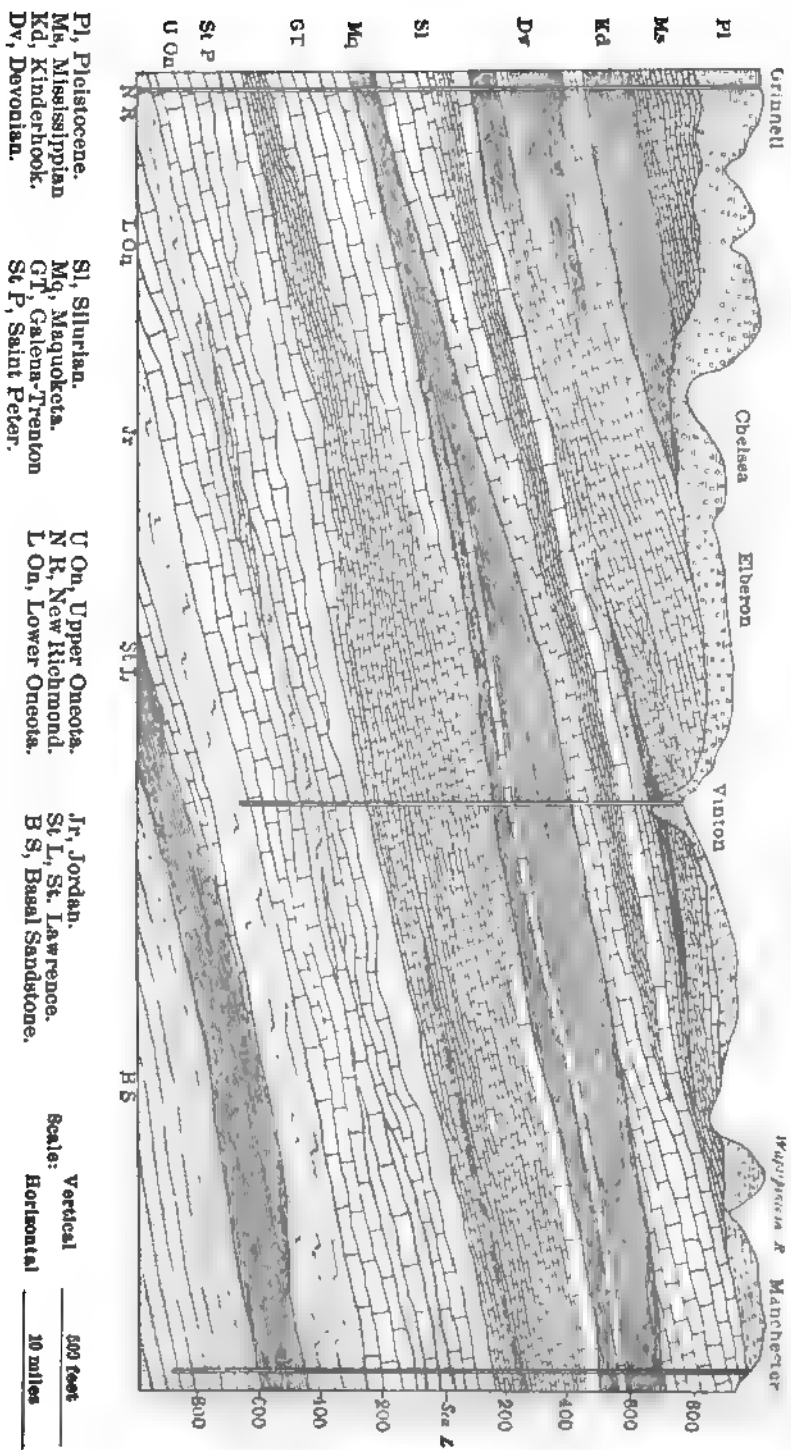 Grinnell
Chelsea
Elberon
Vinton
Wapsipinicon R
Manchester
Pl
Ms
Kd
Dv
Sl
Mq
GT
St P
U On
N R
L On
Jr
St L
B S
800
600
400
200
Sea L
200
400
600
800
Pl, Pleistocene.
Ms, Mississippian
Kd, Kinderhook.
Dv, Devonian.
Sl, Silurian.
Mq, Maquoketa.
GT, Galena-Trenton
St P, Saint Peter.
U On, Upper Oneota.
N R, New Richmond.
L On, Lower Oneota.
Jr, Jordan.
St L, St. Lawrence.
B S, Basal Sandstone.
Scale:
Vertical 500 feet
Horizontal 10 miles